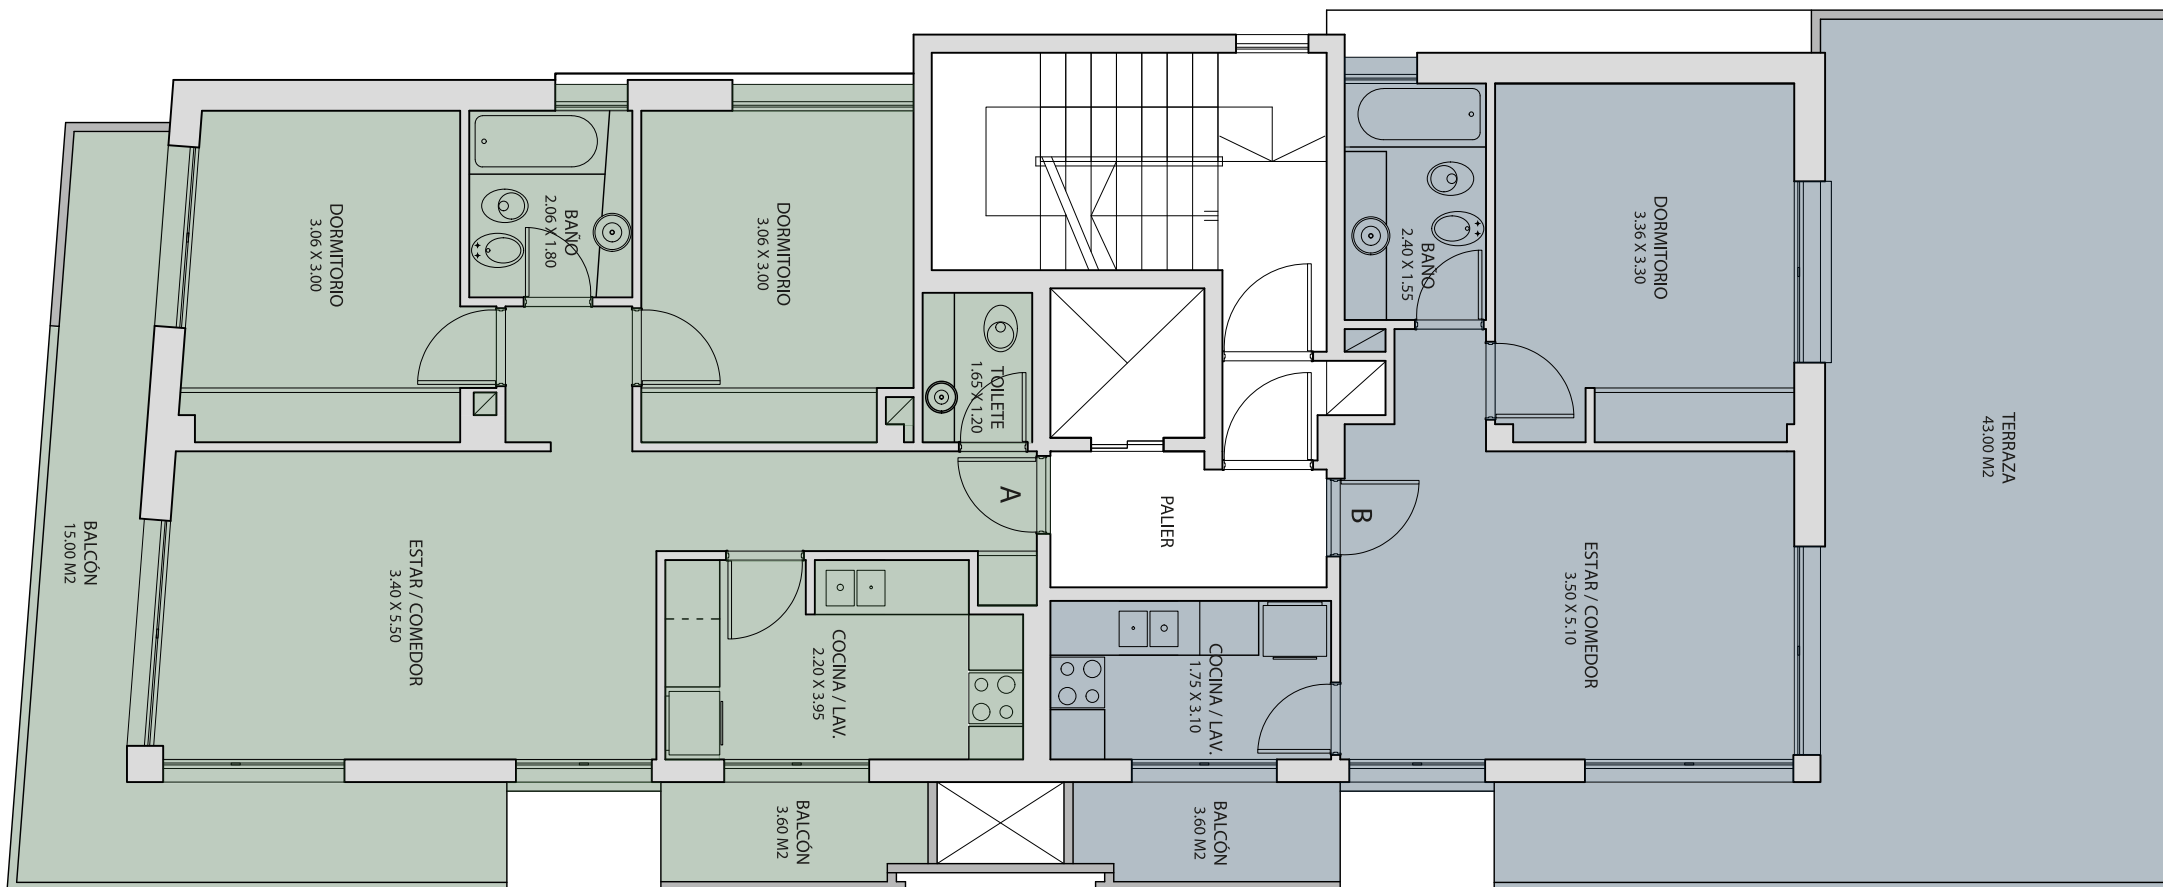 DORMITORIO
3.06 X 3.00
BAÑO
2.06 X 1.80
DORMITORIO
3.06 X 3.00
TOILETE
1.65 X 1.20
BAÑO
2.40 X 1.55
DORMITORIO
3.36 X 3.30
TERRAZA
43.00 M2
BALCÓN
15.00 M2
ESTAR / COMEDOR
3.40 X 5.50
A
PALIER
B
ESTAR / COMEDOR
3.50 X 5.10
COCINA / LAV.
2.20 X 3.95
COCINA / LAV.
1.75 X 3.10
BALCÓN
3.60 M2
BALCÓN
3.60 M2